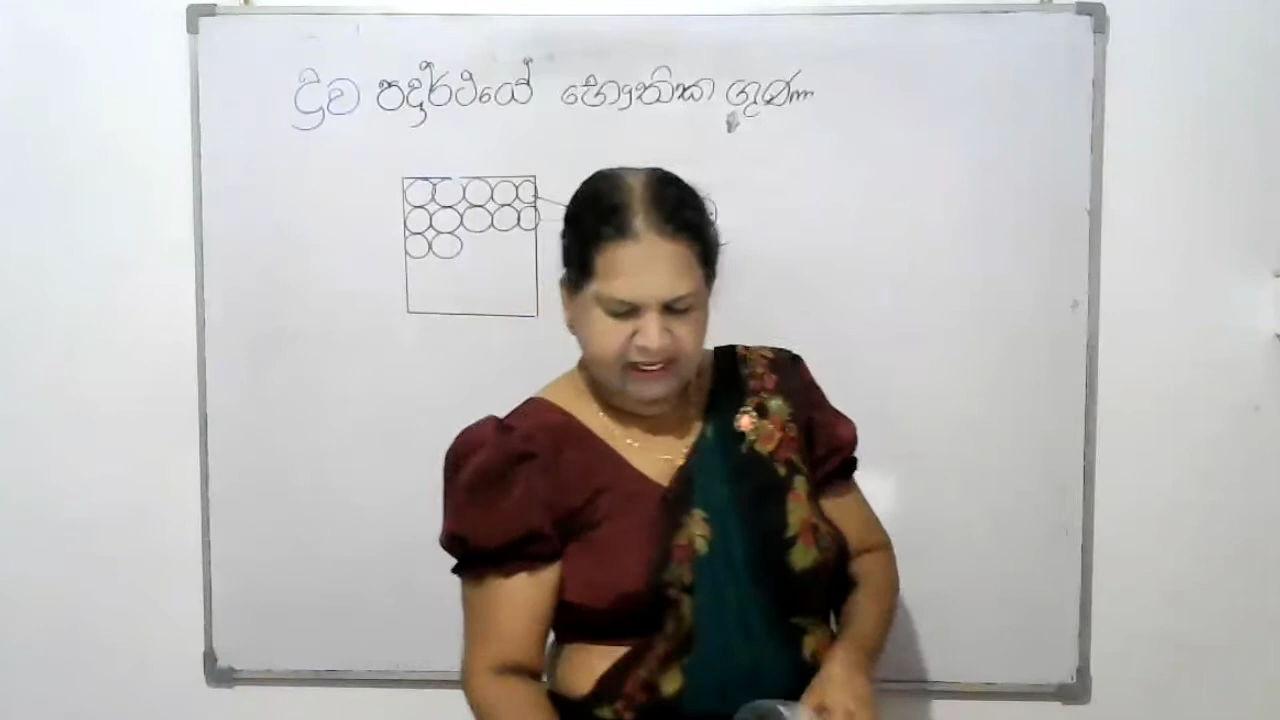 ද්‍රව පදාර්ථයේ භෞතික ගුණ